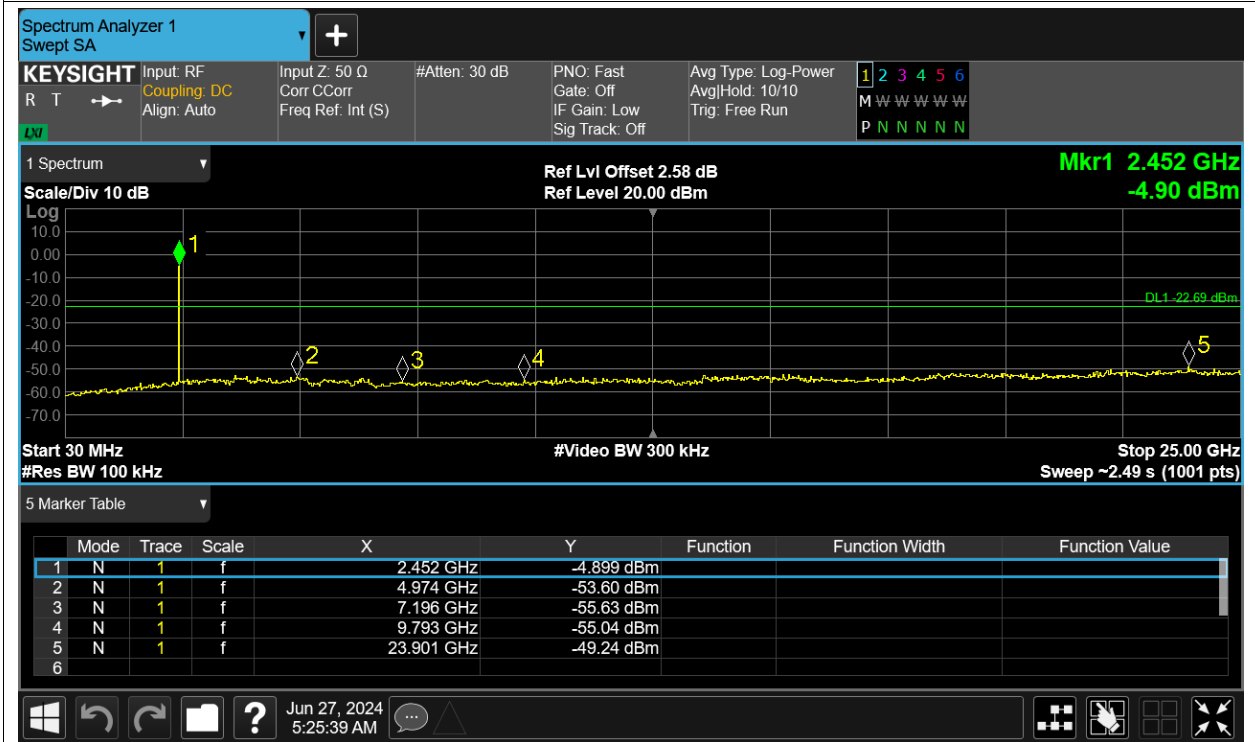 Spectrum Analyzer 1
Swept SA
KEYSIGHT
R T
LXI
Input: RF
Coupling: DC
Align: Auto
Input Z: 50 Ω
Corr CCorr
Freq Ref: Int (S)
#Atten: 30 dB
PNO: Fast
Gate: Off
IF Gain: Low
Sig Track: Off
Avg Type: Log-Power
Avg|Hold: 10/10
Trig: Free Run
1 2 3 4 5 6
M W W W W W
P N N N N N
1 Spectrum
Scale/Div 10 dB
Ref Lvl Offset 2.58 dB
Ref Level 20.00 dBm
Mkr1 2.452 GHz
-4.90 dBm
Log
10.0
0.00
-10.0
-20.0
-30.0
-40.0
-50.0
-60.0
-70.0
1
2
3
4
5
DL1 -22.69 dBm
Start 30 MHz
#Res BW 100 kHz
#Video BW 300 kHz
Stop 25.00 GHz
Sweep ~2.49 s (1001 pts)
5 Marker Table
Mode Trace Scale X Y Function Function Width Function Value
1 N 1 f 2.452 GHz -4.899 dBm
2 N 1 f 4.974 GHz -53.60 dBm
3 N 1 f 7.196 GHz -55.63 dBm
4 N 1 f 9.793 GHz -55.04 dBm
5 N 1 f 23.901 GHz -49.24 dBm
6
?
Jun 27, 2024
5:25:39 AM